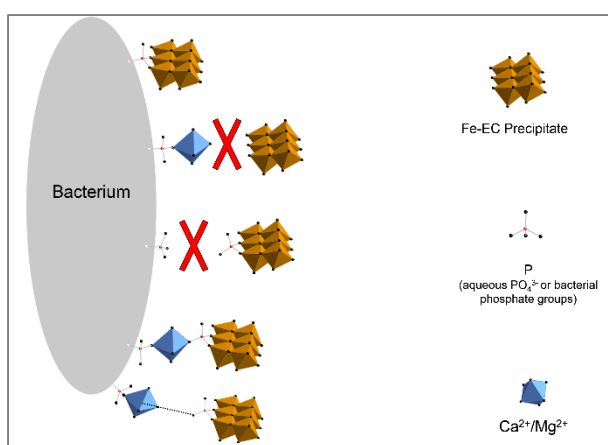 Bacterium
Fe-EC Precipitate
P
(aqueous PO₄³⁻ or bacterial
phosphate groups)
Ca²⁺/Mg²⁺